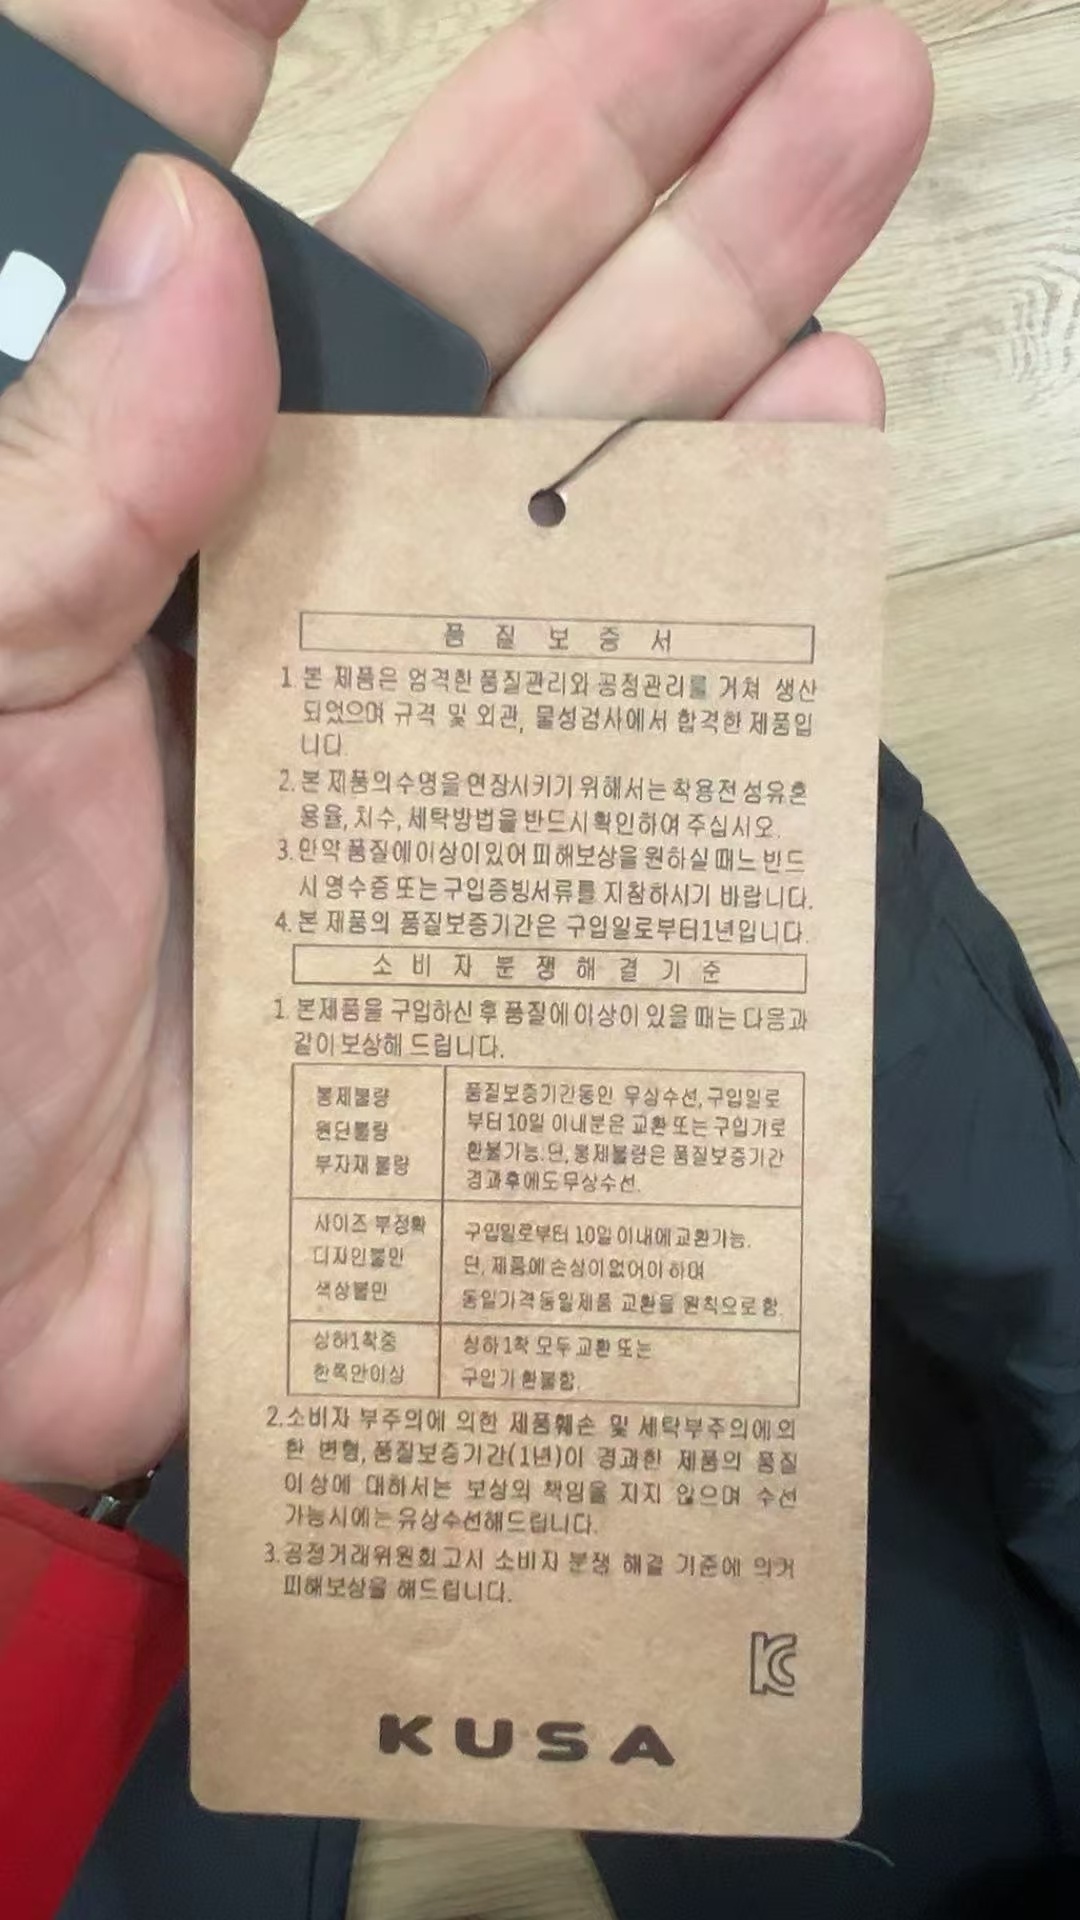 품 질 보 증 서
1. 본 제품은 엄격한 품질관리와 공정관리를 거쳐 생산
되었으며 규격 및 외관, 물성검사에서 합격한 제품입
니다.
2. 본 제품의수명을 연장시키기 위해서는 착용전 섬유혼
용율, 치수, 세탁방법을 반드시확인하여 주십시오.
3. 만약 품질에이상이있어 피해보상을 원하실 때느 빈드
시 영수증 또는 구입증빙서류를 지참하시기 바랍니다.
4. 본 제품의 품질보증기간은 구입일로부터1년입니다.
소 비 자 분 쟁 해 결 기 준
1. 본제품을 구입하신 후 품질에 이상이 있을 때는 다음과
같이 보상해 드립니다.
봉제불량
원단불량
부자재 불량
품질보증기간동안 무상수선, 구입일로
부터 10일 이내분은 교환 또는 구입가로
환불가능.단, 봉제불량은 품질보증기간
경과후에도무상수선.
사이즈 부정확
디자인불만
색상불만
구입일로부터 10일 이내에 교환가능.
단, 제품에 손상이없어야 하며
동일가격동일제품 교환을 원칙으로함.
상하1착중
한쪽만이상
상하 1착 모두 교환 또는
구입가 환불함.
2. 소비자 부주의에 의한 제품훼손 및 세탁부주의에의
한 변형, 품질보증기간(1년)이 경과한 제품의 품질
이상에 대하서는 보상의 책임을 지지 않으며 수선
가능시에는 유상수선해드립니다.
3. 공정거래위원회고시 소비자 분쟁 해결 기준에 의거
피해보상을 해드립니다.
KC
KUSA